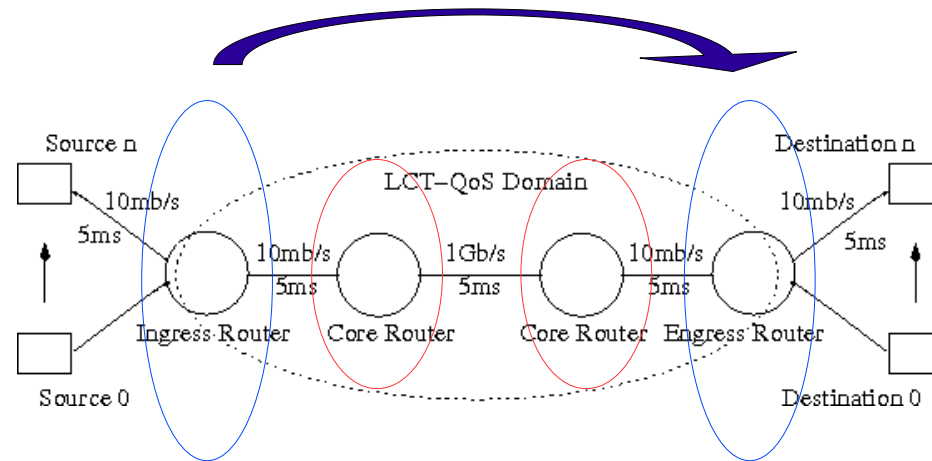 Source n
Destination n
LCT-QoS Domain
10mb/s
5ms
10mb/s
5ms
1Gb/s
5ms
10mb/s
5ms
10mb/s
5ms
Ingress Router
Core Router
Core Router
Engress Router
Source 0
Destination 0